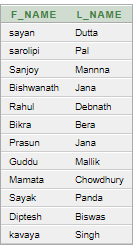 F_NAME L_NAME
sayan Dutta
sarolipi Pal
Sanjoy Mannna
Bishwanath Jana
Rahul Debnath
Bikra Bera
Prasun Jana
Guddu Mallik
Mamata Chowdhury
Sayak Panda
Diptesh Biswas
kavaya Singh